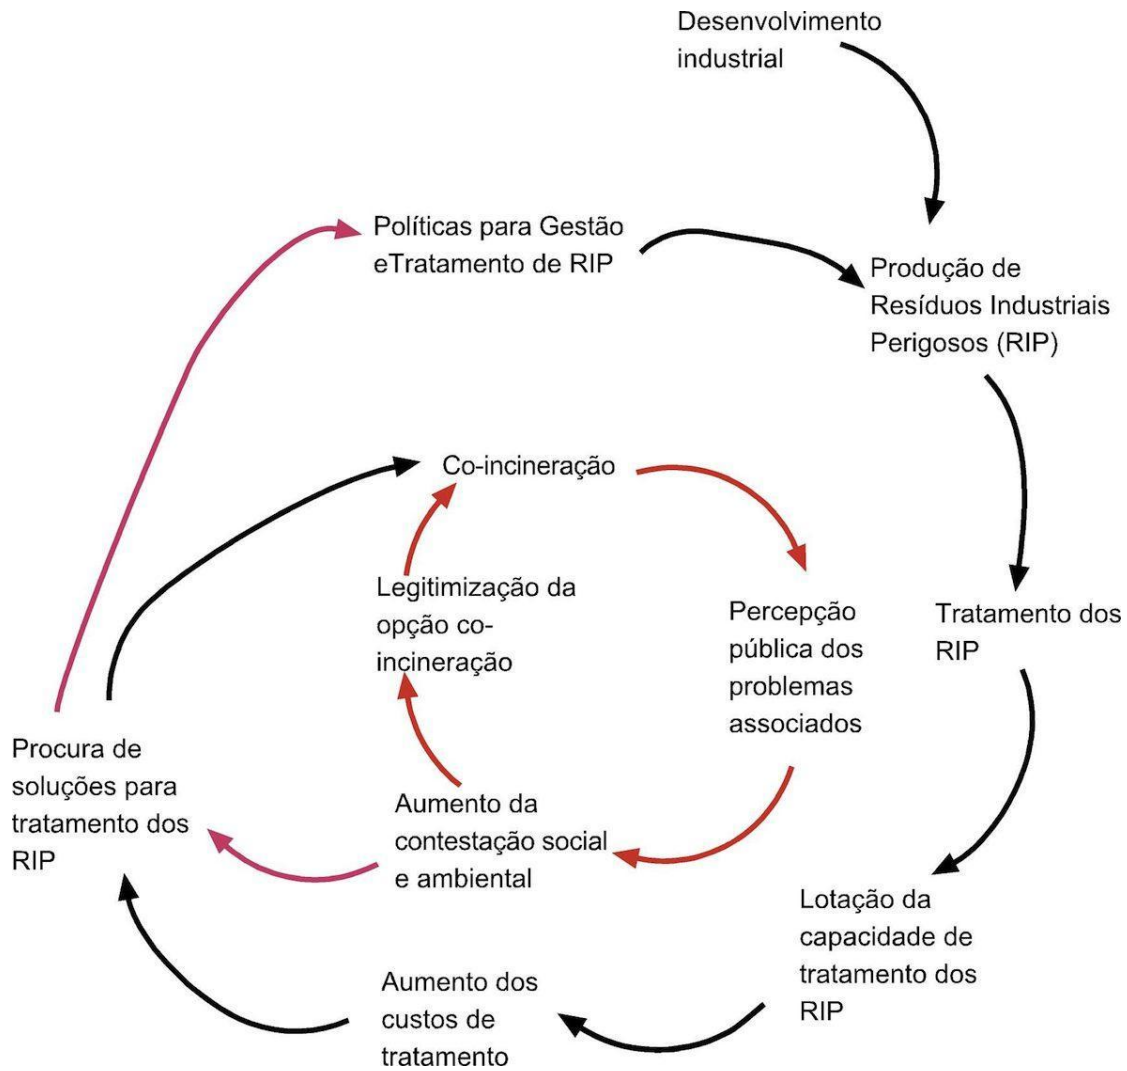 Desenvolvimento
industrial
Políticas para Gestão
eTratamento de RIP
Produção de
Resíduos Industriais
Perigosos (RIP)
Co-incineração
Legitimização da
opção co-
incineração
Percepção
pública dos
problemas
associados
Tratamento dos
RIP
Procura de
soluções para
tratamento dos
RIP
Aumento da
contestação social
e ambiental
Lotação da
capacidade de
tratamento dos
RIP
Aumento dos
custos de
tratamento